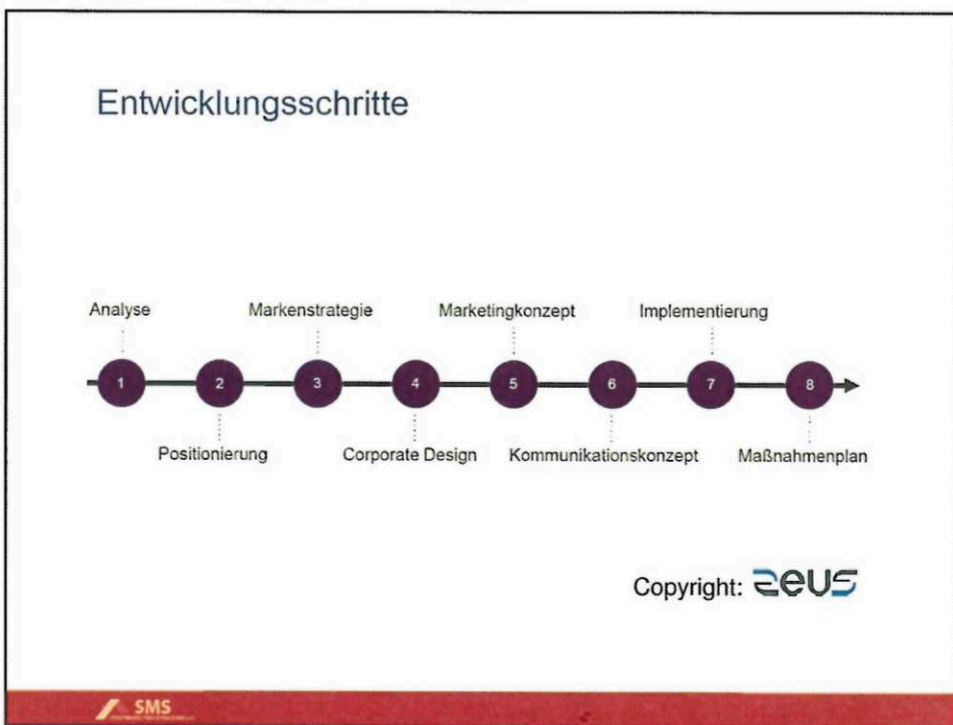 Entwicklungsschritte
Analyse
Markenstrategie
Marketingkonzept
Implementierung
1
2
3
4
5
6
7
8
Positionierung
Corporate Design
Kommunikationskonzept
Maßnahmenplan
Copyright: zeus
SMS